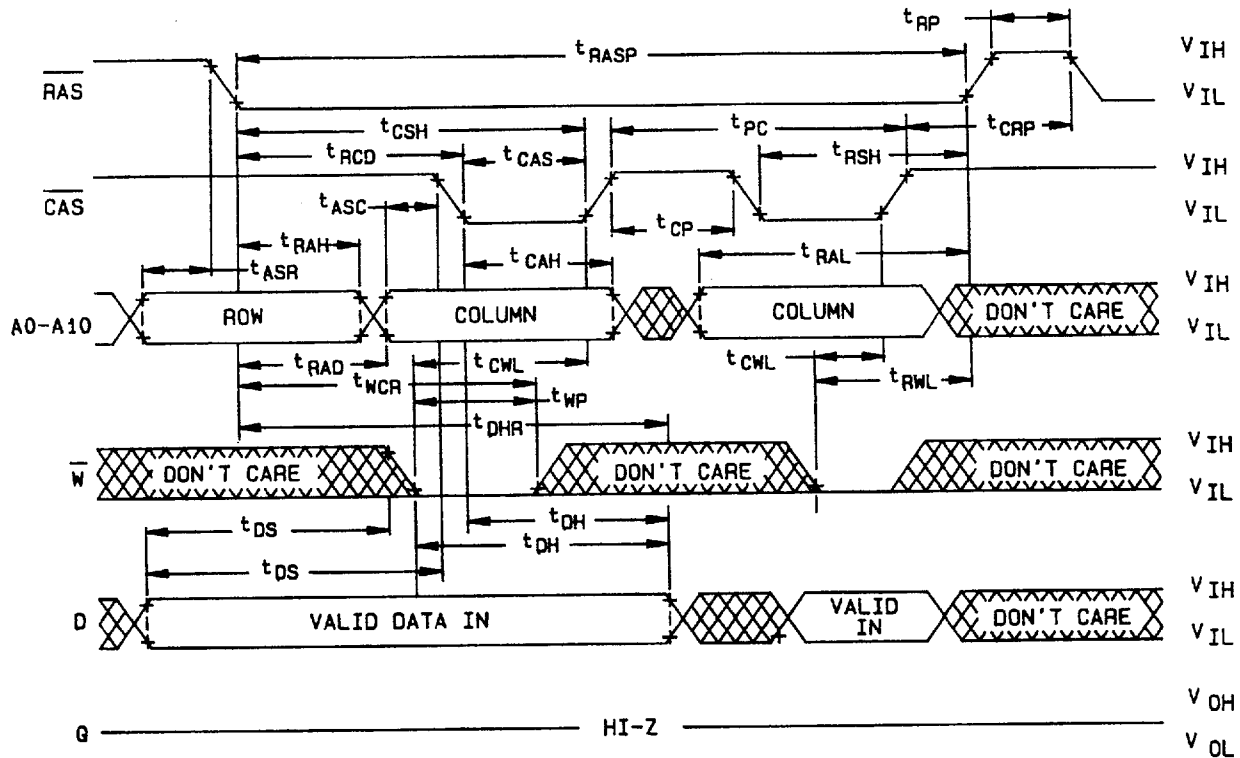 tRP
VIH
tRASP
RAS
VIL
tCSH
tPC
tCRP
tRCD
tCAS
tRSH
VIH
CAS
tASC
tCP
VIL
tRAH
tCAH
tRAL
tASR
VIH
A0-A10
ROW
COLUMN
COLUMN
DON'T CARE
VIL
tRAD
tCWL
tCWL
tWCR
tRWL
tWP
tDHR
VIH
W
DON'T CARE
DON'T CARE
DON'T CARE
VIL
tDS
tDH
tDH
tDS
VIH
D
VALID DATA IN
VALID
IN
DON'T CARE
VIL
VOH
Q
HI-Z
VOL